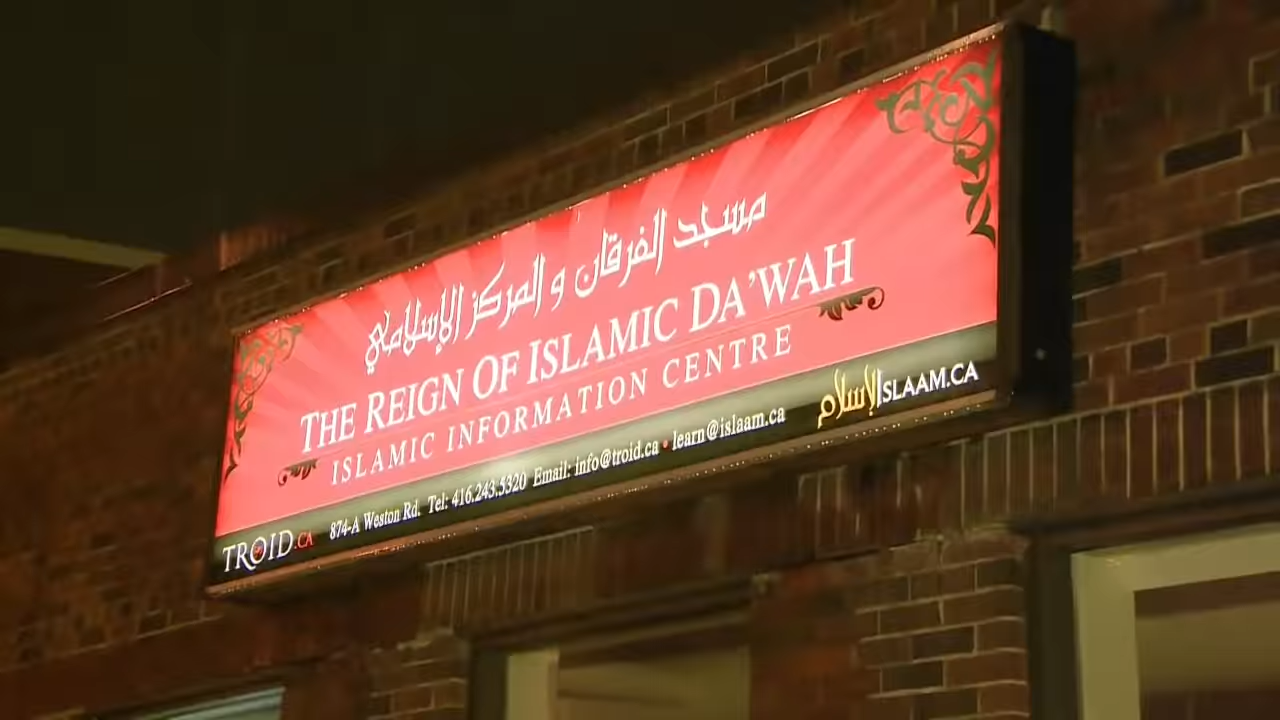 مسجد الفرقان و المركز الإسلامي
THE REIGN OF ISLAMIC DA'WAH
ISLAMIC INFORMATION CENTRE
TROID.CA 874-A Weston Rd. Tel: 416.243.5320 Email: info@troid.ca • learn@islaam.ca الإسلام ISLAAM.CA